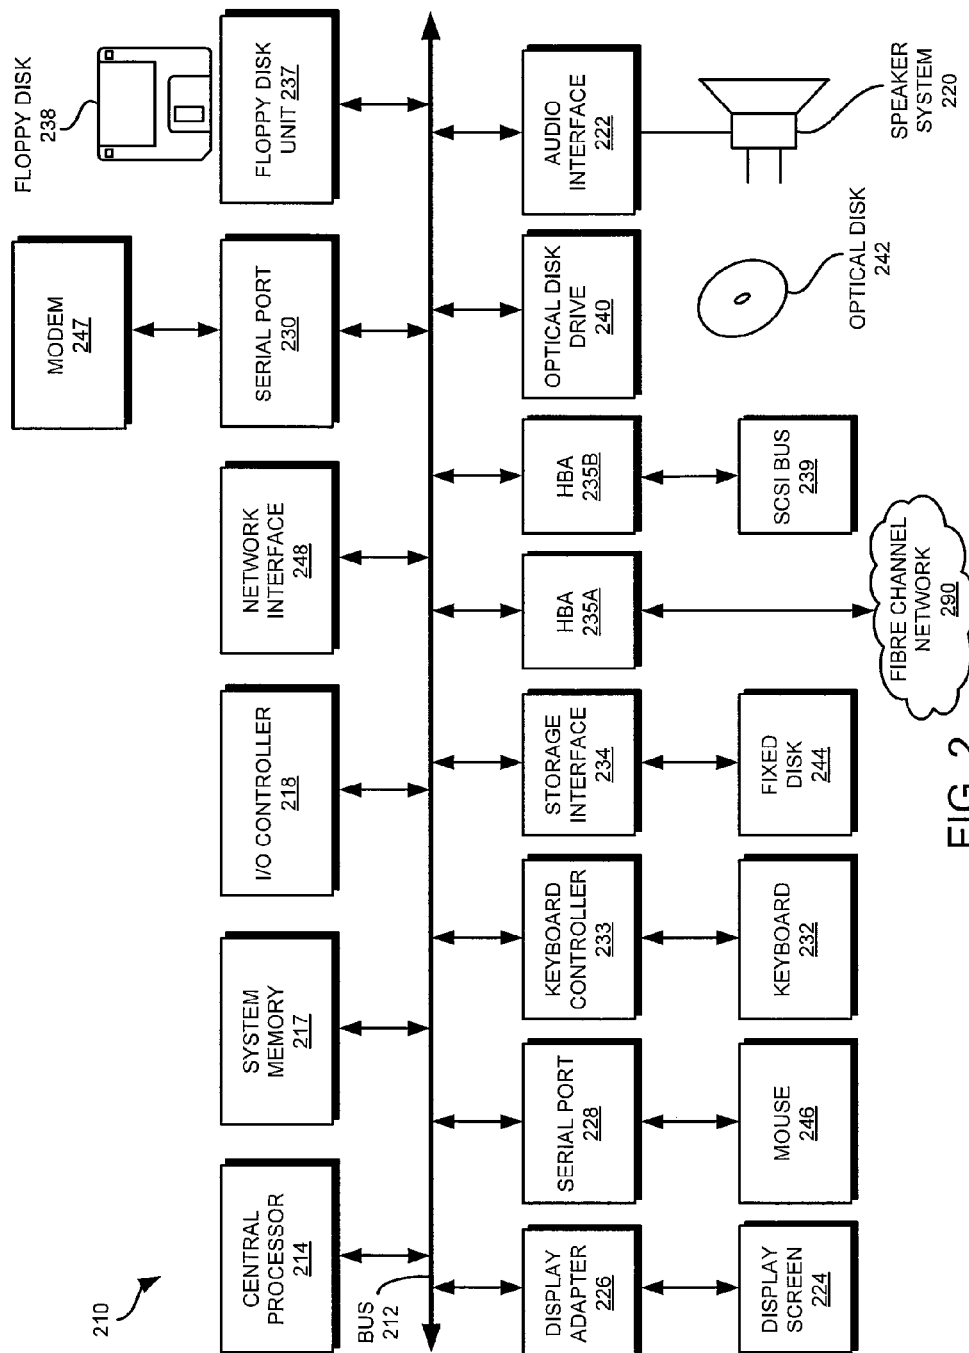 210
CENTRAL
PROCESSOR
214
SYSTEM
MEMORY
217
I/O CONTROLLER
218
NETWORK
INTERFACE
248
MODEM
247
SERIAL PORT
230
FLOPPY DISK
238
FLOPPY DISK
UNIT 237
BUS
212
DISPLAY
ADAPTER
226
SERIAL PORT
228
KEYBOARD
CONTROLLER
233
STORAGE
INTERFACE
234
HBA
235A
HBA
235B
OPTICAL DISK
DRIVE
240
AUDIO
INTERFACE
222
DISPLAY
SCREEN
224
MOUSE
246
KEYBOARD
232
FIXED
DISK
244
FIBRE CHANNEL
NETWORK
290
SCSI BUS
239
OPTICAL DISK
242
SPEAKER
SYSTEM
220
FIG. 2